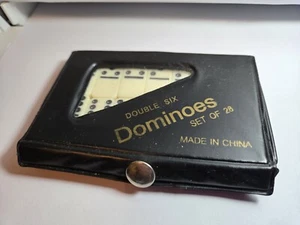 DOUBLE SIX
Dominoes
SET OF 28
MADE IN CHINA